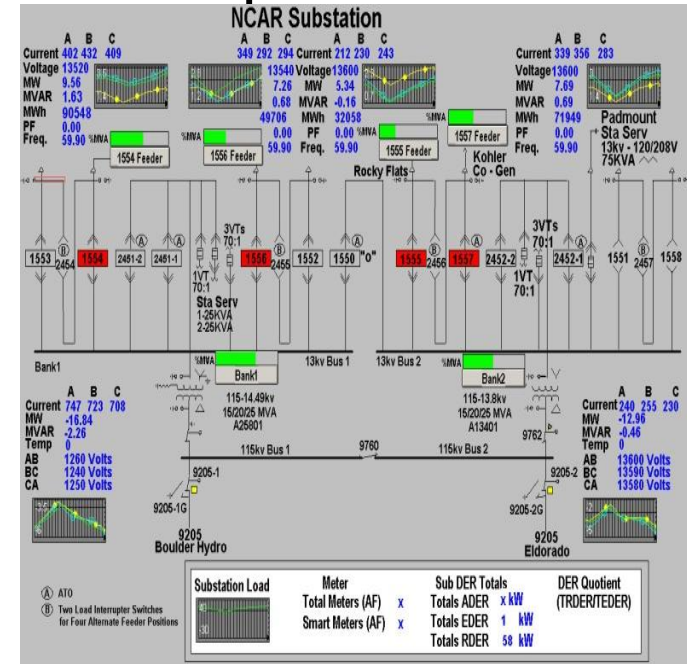 NCAR Substation
A B C
Current 402 432 409
Voltage 13520
MW 9.56
MVAR 1.63
MWh 90548
PF 0.00
Freq. 59.90
%MVA
1554 Feeder
A B C
349 292 294
13540
7.26
0.68
49706
0.00
59.90
%MVA
1556 Feeder
A B C
Current 212 230 243
Voltage 13600
MW 5.34
MVAR -0.16
MWh 32058
PF 0.00
Freq. 59.90
%MVA
1555 Feeder
Rocky Flats
%MVA
1557 Feeder
Kohler
Co - Gen
A B C
Current 339 356 283
Voltage 13600
MW 7.69
MVAR 0.69
MWh 71949
PF 0.00
Freq. 59.90
Padmount
Sta Serv
13kv - 120/208V
75KVA
1553
B
2454
1554
2451-2
A
2451-1
3VTs
70:1
1VT
70:1
Sta Serv
1-25KVA
2-25KVA
1556
B
2455
1552
A
1550 "o"
1555
B
2456
A
1557
2452-2
3VTs
70:1
1VT
70:1
A
2452-1
1551
B
2457
1558
Bank1
%MVA
Bank1
13kv Bus 1
13kv Bus 2
%MVA
Bank2
115-14.49kv
15/20/25 MVA
A25801
115-13.8kv
15/20/25 MVA
A13401
A B C
Current 747 723 708
MW -16.84
MVAR -2.26
Temp 0
AB 1260 Volts
BC 1240 Volts
CA 1250 Volts
A B C
Current 240 255 230
MW -12.96
MVAR -0.46
Temp 0
AB 13600 Volts
BC 13590 Volts
CA 13580 Volts
115kv Bus 1
9760
115kv Bus 2
9762
b
9205-1
9205-1G
9205
Boulder Hydro
9205-2
9205-2G
9205
Eldorado
A ATO
B Two Load Interrupter Switches
for Four Alternate Feeder Positions
Substation Load
Meter
Total Meters (AF) x
Smart Meters (AF) x
Sub DER Totals
Totals ADER x kW
Totals EDER 1 kW
Totals RDER 58 kW
DER Quotient
(TRDER/TEDER)